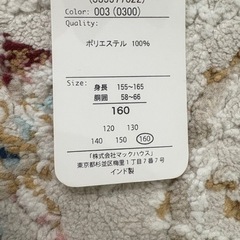 Color: 003 (0300)
Quality:
ポリエステル 100%
Size:
身長 155~165
胴囲 58~66
160
120 130
140 150 160
「株式会社マックハウス」
東京都杉並区梅里1丁目7番7号
インド製